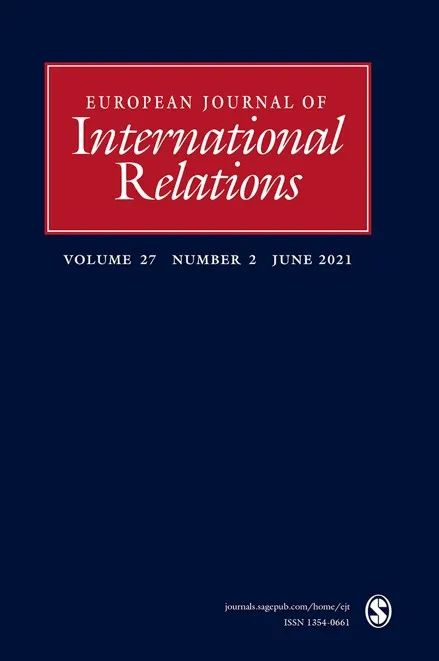 EUROPEAN JOURNAL OF
International
Relations
VOLUME 27 NUMBER 2 JUNE 2021
journals.sagepub.com/home/ejt
ISSN 1354-0661
S